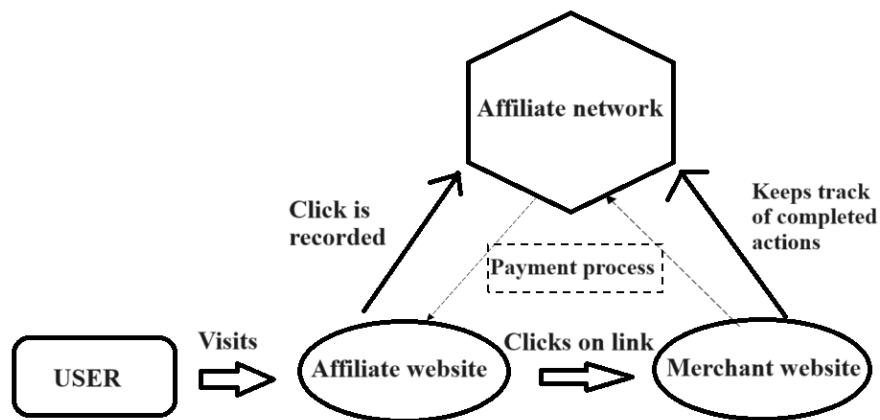 Affiliate network
Click is
recorded
Keeps track
of completed
actions
Payment process
Visits
Clicks on link
USER
Affiliate website
Merchant website